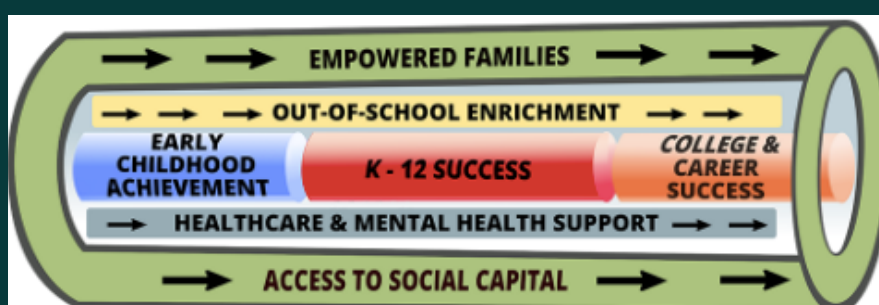 EMPOWERED FAMILIES
OUT-OF-SCHOOL ENRICHMENT
EARLY
CHILDHOOD
ACHIEVEMENT
K - 12 SUCCESS
COLLEGE &
CAREER
SUCCESS
HEALTHCARE & MENTAL HEALTH SUPPORT
ACCESS TO SOCIAL CAPITAL